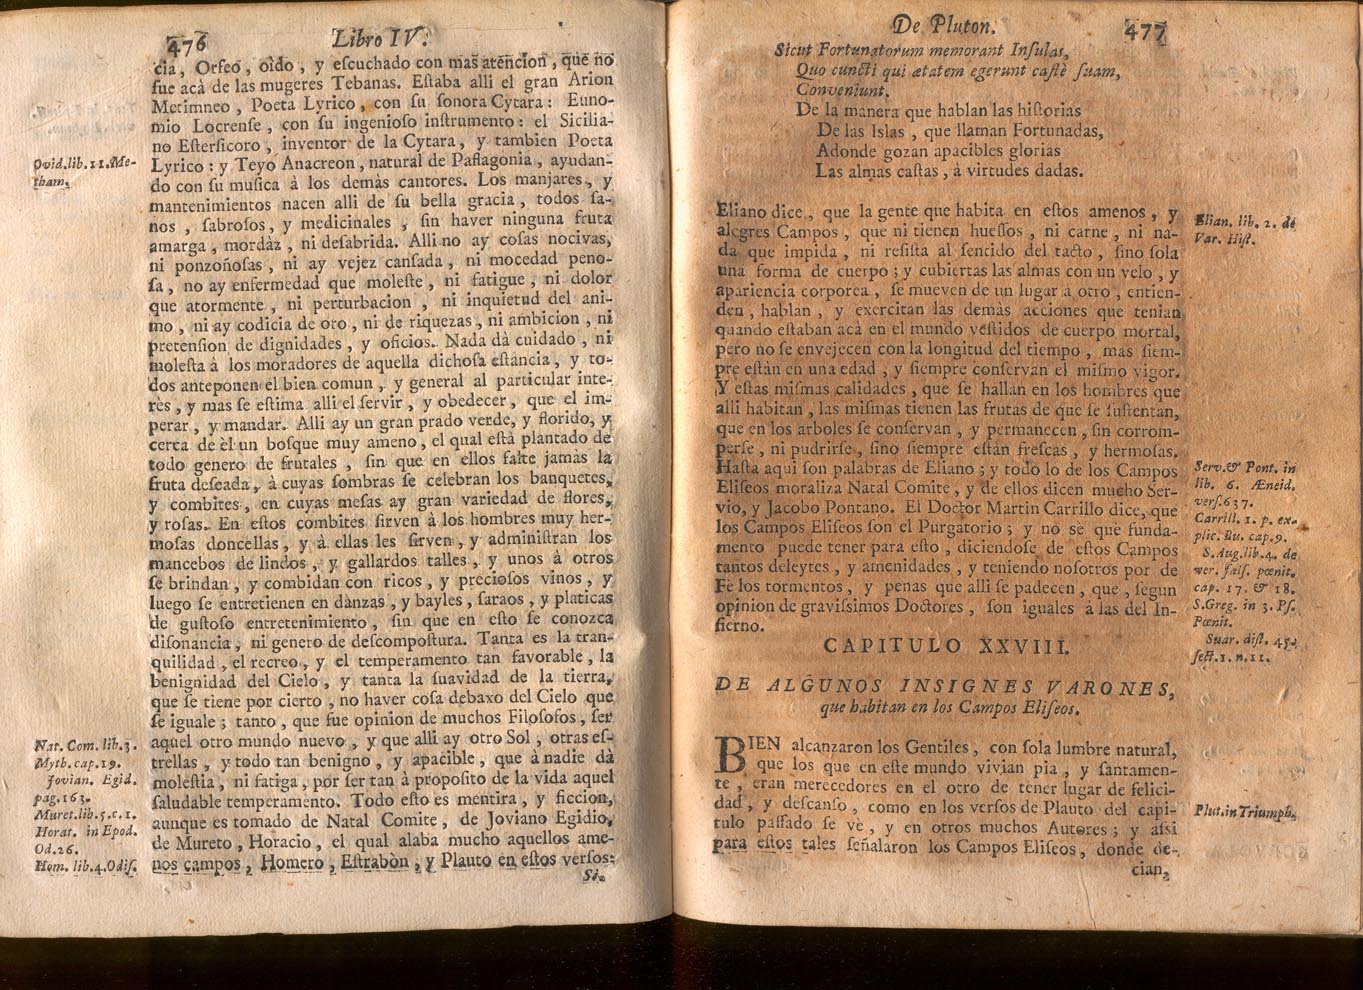 476 Libro IV.
cia, Orfeo, oìdo, y eſcuchado con mas atencion, que no
fue acà de las mugeres Tebanas. Eſtaba alli el gran Arion
Metimneo, Poeta Lyrico, con ſu ſonora Cytara: Euno-
mio Locrenſe, con ſu ingenioſo inſtrumento: el Sicilia-
no Eſterſicoro, inventor de la Cytara, y tambien Poeta
Lyrico: y Teyo Anacreon, natural de Paflagonia, ayudan-
do con ſu muſica à los demàs cantores. Los manjares, y
mantenimientos nacen alli de ſu bella gracia, todos ſa-
nos, ſabroſos, y medicinales, ſin haver ninguna fruta
amarga, mordàz, ni deſabrida. Alli no ay coſas nocivas,
ni ponzoñoſas, ni ay vejez canſada, ni mocedad peno-
ſa, no ay enfermedad que moleſte, ni fatigue, ni dolor
que atormente, ni perturbacion, ni inquietud del ani-
mo, ni ay codicia de oro, ni de riquezas, ni ambicion, ni
pretenſion de dignidades, y oficios. Nada dà cuidado, ni
moleſta à los moradores de aquella dichoſa eſtancia, y to-
dos anteponen el bien comun, y general al particular inte-
rès, y mas ſe eſtima alli el ſervir, y obedecer, que el im-
perar, y mandar. Alli ay un gran prado verde, y florido, y
cerca de èl un boſque muy ameno, el qual eſtà plantado de
todo genero de frutales, ſin que en ellos falte jamàs la
fruta deſeada, à cuyas ſombras ſe celebran los banquetes,
y combites, en cuyas meſas ay gran variedad de flores,
y roſas. En eſtos combites ſirven à los hombres muy her-
moſas doncellas, y à ellas les ſirven, y adminiſtran los
mancebos de lindos, y gallardos talles, y unos à otros
ſe brindan, y combidan con ricos, y precioſos vinos, y
luego ſe entretienen en danzas, y bayles, ſaraos, y platicas
de guſtoſo entretenimiento, ſin que en eſto ſe conozca
diſonancia, ni genero de deſcompoſtura. Tanta es la tran-
quilidad, el recreo, y el temperamento tan favorable, la
benignidad del Cielo, y tanta la ſuavidad de la tierra,
que ſe tiene por cierto, no haver coſa debaxo del Cielo que
ſe iguale; tanto, que fue opinion de muchos Filoſofos, ſer
aquel otro mundo nuevo, y que alli ay otro Sol, otras eſ-
trellas, y todo tan benigno, y apacible, que à nadie dà
moleſtia, ni fatiga, por ſer tan à propoſito de la vida aquel
ſaludable temperamento. Todo eſto es mentira, y ficcion,
aunque es tomado de Natal Comite, de Joviano Egidio,
de Mureto, Horacio, el qual alaba mucho aquellos ame-
nos campos, Homero, Eſtrabòn, y Plauto en eſtos verſos:
Si.
Ovid.lib.11.Me-
tham.
Nat. Com. lib.3.
Myth.cap.19.
Jovian. Egid.
pag.163.
Muret.lib.5.c.1.
Horat. in Epod.
Od.26.
Hom. lib.4.Odiſ.
De Pluton. 477
Sicut Fortunatorum memorant Inſulas,
Quo cuncti qui ætatem egerunt caſtè ſuam,
Conveniunt.
De la manera que hablan las hiſtorias
De las Islas, que llaman Fortunadas,
Adonde gozan apacibles glorias
Las almas caſtas, à virtudes dadas.
Eliano dice, que la gente que habita en eſtos amenos, y
alegres Campos, que ni tienen hueſſos, ni carne, ni na-
da que impida, ni reſiſta al ſentido del tacto, ſino ſola
una forma de cuerpo; y cubiertas las almas con un velo, y
apariencia corporea, ſe mueven de un lugar a otro, entien-
den, hablan, y exercitan las demàs acciones que tenian
quando eſtaban acà en el mundo veſtidos de cuerpo mortal,
pero no ſe envejecen con la longitud del tiempo, mas ſiem-
pre eſtàn en una edad, y ſiempre conſervan el miſmo vigor.
Y eſtas miſmas calidades, que ſe hallan en los hombres que
alli habitan, las miſmas tienen las frutas de que ſe ſuſtentan,
que en los arboles ſe conſervan, y permanecen, ſin corrom-
perſe, ni pudrirſe, ſino ſiempre eſtàn freſcas, y hermoſas.
Haſta aqui ſon palabras de Eliano; y todo lo de los Campos
Eliſeos moraliza Natal Comite, y de ellos dicen mucho Ser-
vio, y Jacobo Pontano. El Doctor Martin Carrillo dice, que
los Campos Eliſeos ſon el Purgatorio; y no sè que funda-
mento puede tener para eſto, diciendoſe de eſtos Campos
tantos deleytes, y amenidades, y teniendo noſotros por de
Fè los tormentos, y penas que alli ſe padecen, que, ſegun
opinion de graviſsimos Doctores, ſon iguales à las del In-
fierno.
Elian. lib. 2. de
Var. Hiſt.
Serv.& Pont. in
lib. 6. Æneid.
verſ.637.
Carrill. 1. p. ex-
plic. Bu. cap.9.
S.Aug.lib.4. de
ver. falſ. pœnit.
cap. 17. & 18.
S.Greg. in 3.Pſ.
Pœnit.
Suar. diſt. 45.
ſect.1. n.11.
CAPITULO XXVIII.
DE ALGUNOS INSIGNES VARONES,
que habitan en los Campos Eliſeos.
BIEN alcanzaron los Gentiles, con ſola lumbre natural,
que los que en eſte mundo vivian pia, y ſantamen-
te, eran merecedores en el otro de tener lugar de felici-
dad, y deſcanſo, como en los verſos de Plauto del capi-
tulo paſſado ſe vè, y en otros muchos Autores; y aſsi
para eſtos tales ſeñalaron los Campos Eliſeos, donde de-
cian,
Plut.in Triumph.